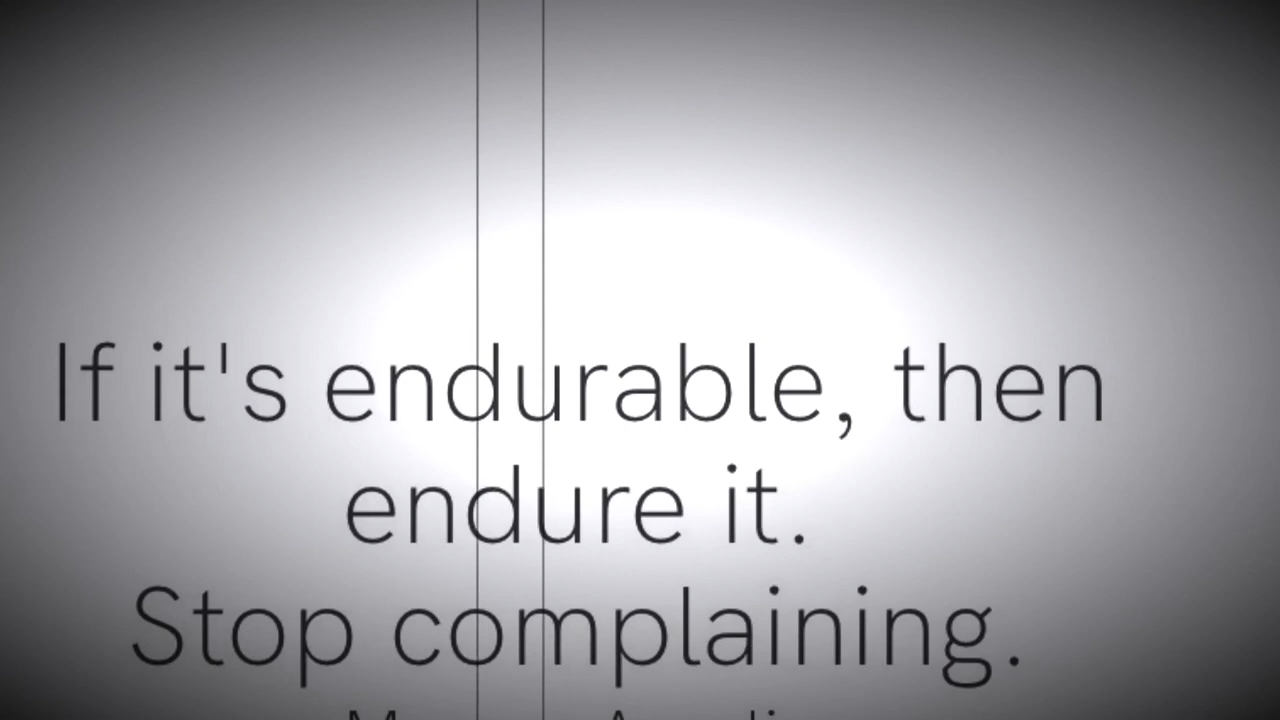 If it's endurable, then
endure it.
Stop complaining.